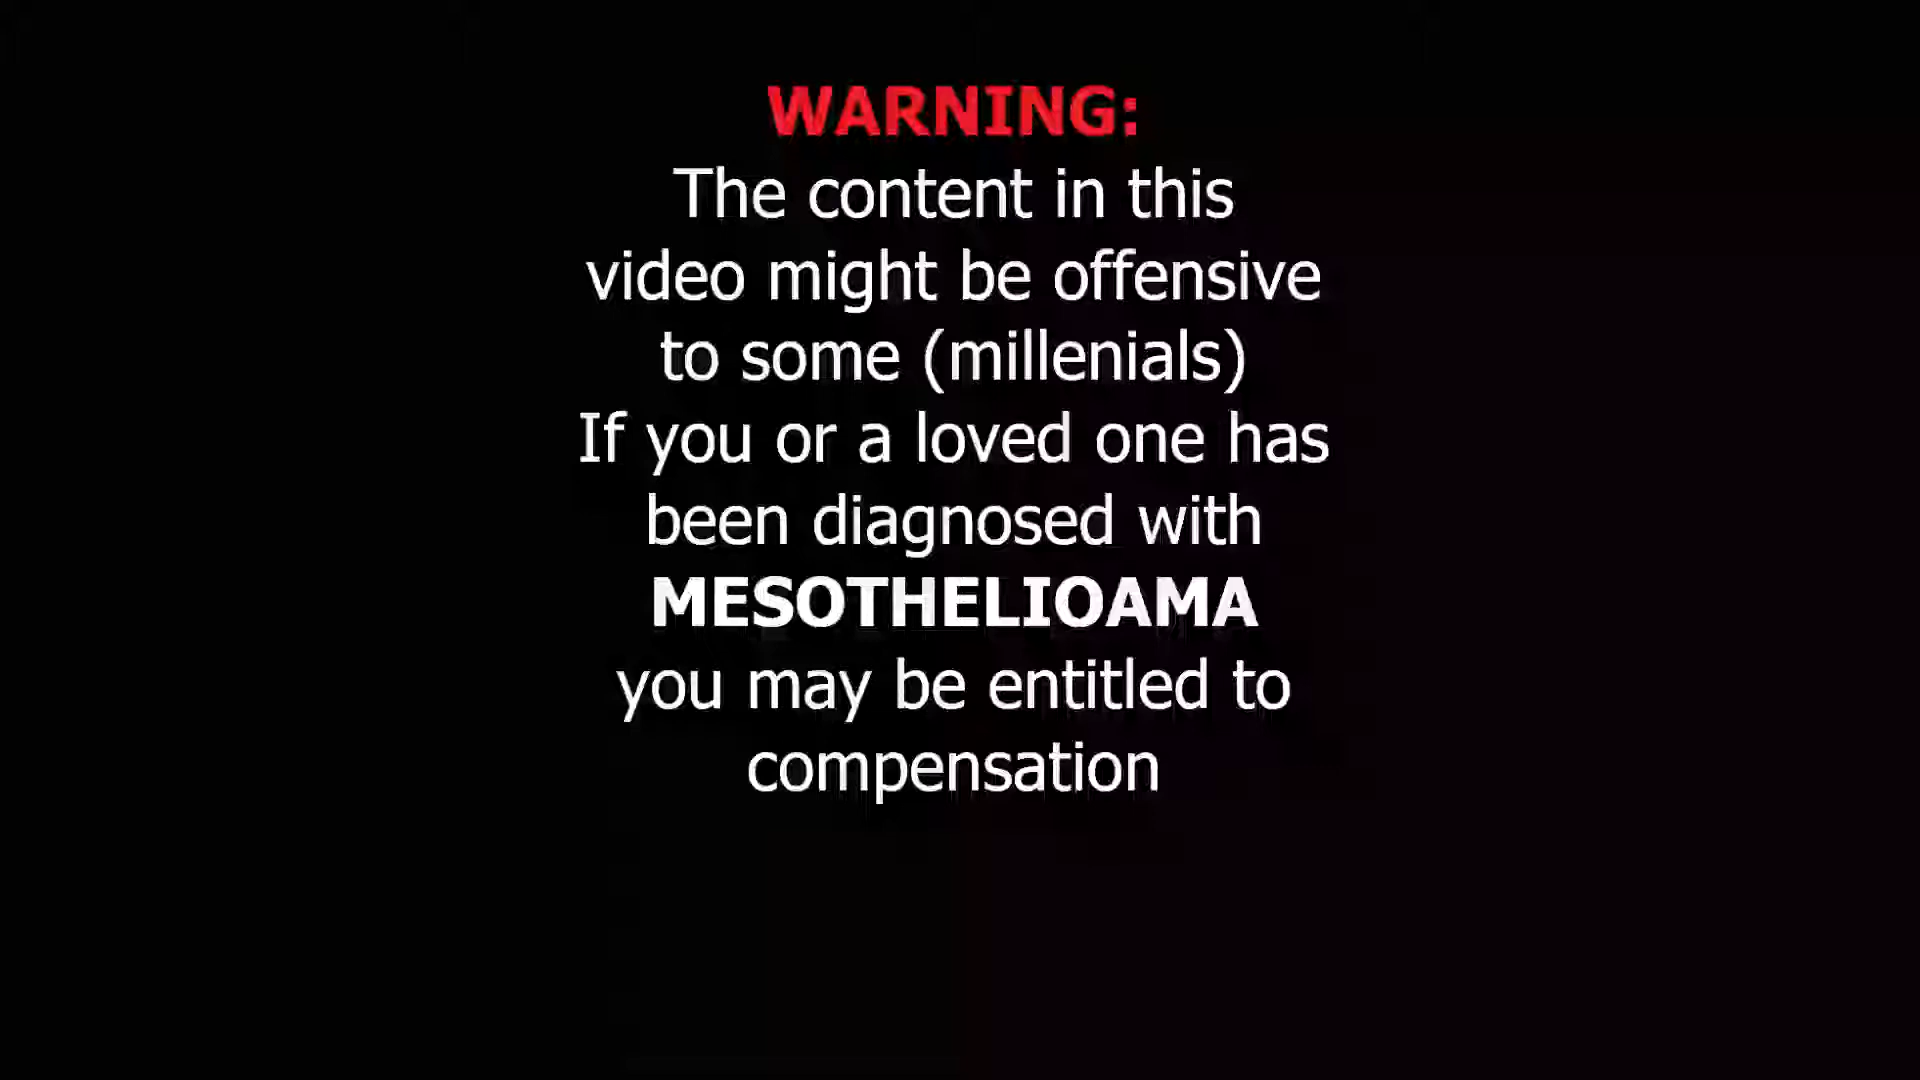 WARNING:
The content in this
video might be offensive
to some (millenials)
If you or a loved one has
been diagnosed with
MESOTHELIOAMA
you may be entitled to
compensation